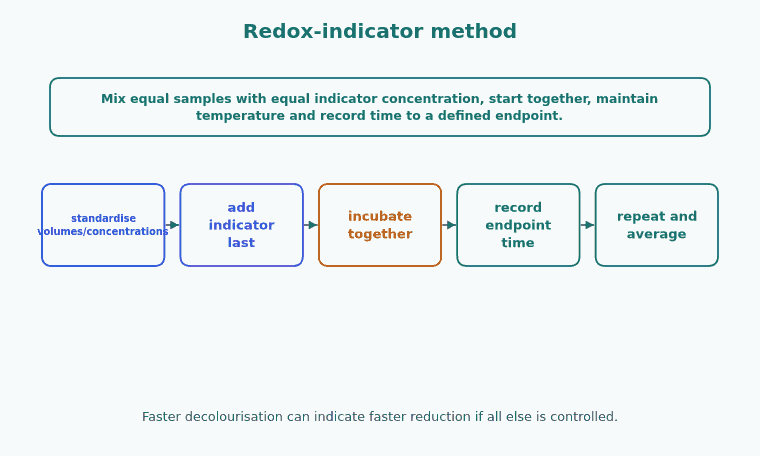 Redox-indicator method
Mix equal samples with equal indicator concentration, start together, maintain
temperature and record time to a defined endpoint.
standardise
volumes/concentrations
add
indicator
last
incubate
together
record
endpoint
time
repeat and
average
Faster decolourisation can indicate faster reduction if all else is controlled.